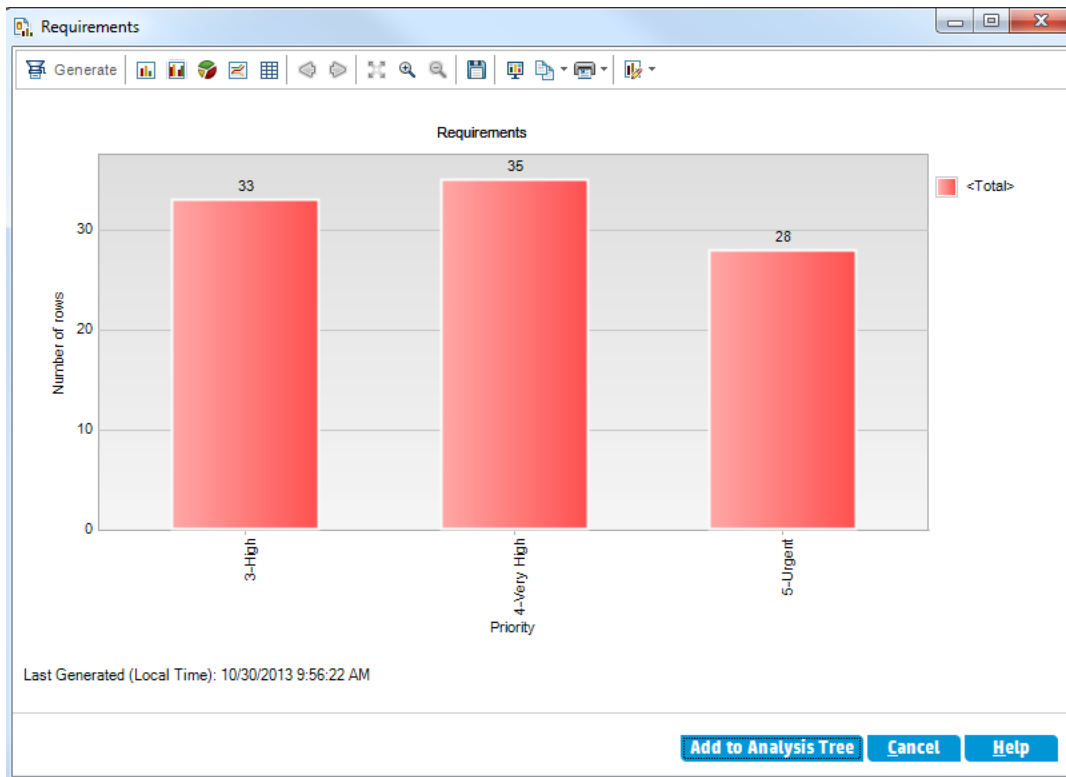 Requirements
Generate
Requirements
<Total>
33
35
28
30
20
10
0
Number of rows
3-High
4-Very High
5-Urgent
Priority
Last Generated (Local Time): 10/30/2013 9:56:22 AM
Add to Analysis Tree
Cancel
Help